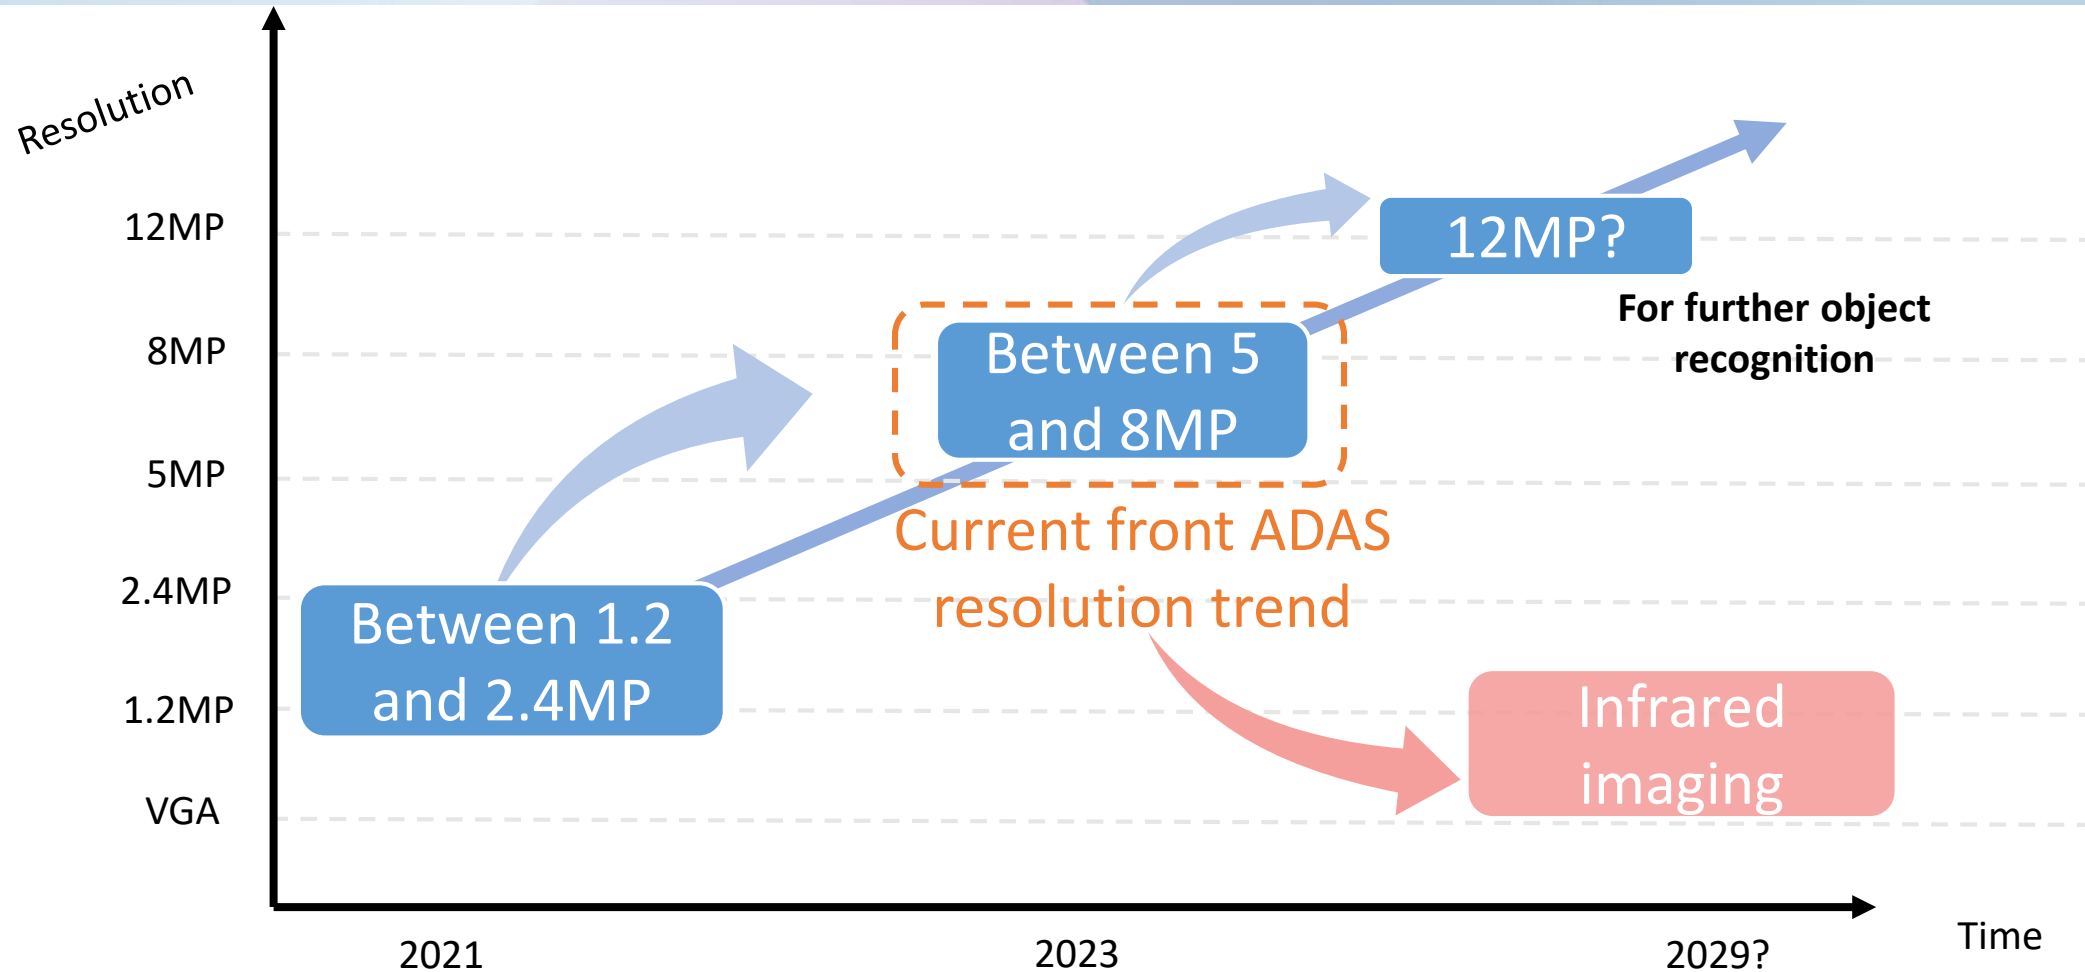 Resolution
12MP
8MP
5MP
2.4MP
1.2MP
VGA
12MP?
For further object
recognition
Between 5
and 8MP
Current front ADAS
resolution trend
Between 1.2
and 2.4MP
Infrared
imaging
2021
2023
2029?
Time